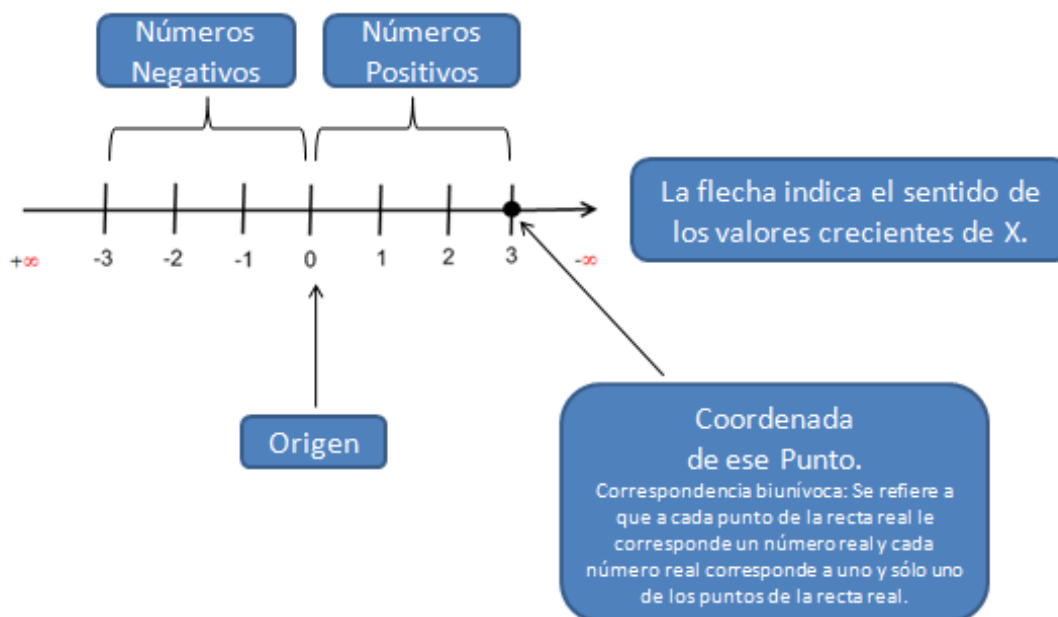 Números
Negativos
Números
Positivos
La flecha indica el sentido de
los valores crecientes de X.
+∞ -3 -2 -1 0 1 2 3 -∞
Origen
Coordenada
de ese Punto.
Correspondencia biunívoca: Se refiere a
que a cada punto de la recta real le
corresponde un número real y cada
número real corresponde a uno y sólo uno
de los puntos de la recta real.